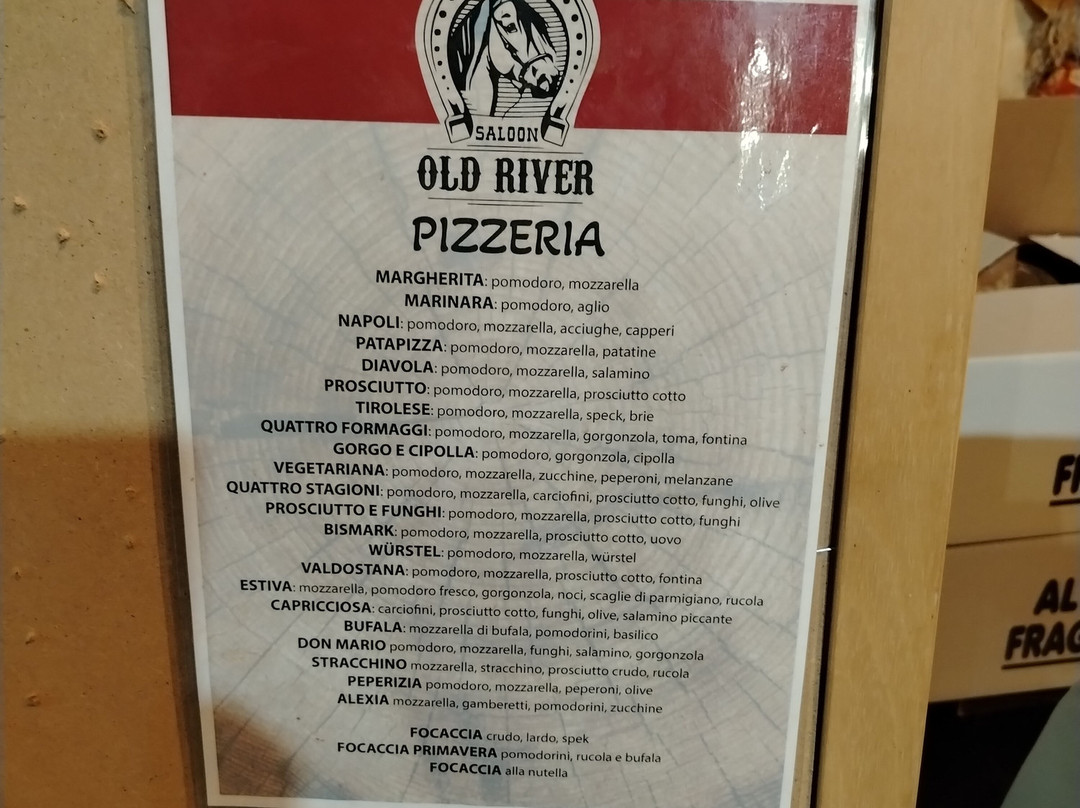 SALOON
OLD RIVER
PIZZERIA
MARGHERITA: pomodoro, mozzarella
MARINARA: pomodoro, aglio
NAPOLI: pomodoro, mozzarella, acciughe, capperi
PATAPIZZA: pomodoro, mozzarella, patatine
DIAVOLA: pomodoro, mozzarella, salamino
PROSCIUTTO: pomodoro, mozzarella, prosciutto cotto
TIROLESE: pomodoro, mozzarella, speck, brie
QUATTRO FORMAGGI: pomodoro, mozzarella, gorgonzola, toma, fontina
GORGO E CIPOLLA: pomodoro, gorgonzola, cipolla
VEGETARIANA: pomodoro, mozzarella, zucchine, peperoni, melanzane
QUATTRO STAGIONI: pomodoro, mozzarella, carciofini, prosciutto cotto, funghi, olive
PROSCIUTTO E FUNGHI: pomodoro, mozzarella, prosciutto cotto, funghi
BISMARK: pomodoro, mozzarella, prosciutto cotto, uovo
WÜRSTEL: pomodoro, mozzarella, würstel
VALDOSTANA: pomodoro, mozzarella, prosciutto cotto, fontina
ESTIVA: mozzarella, pomodoro fresco, gorgonzola, noci, scaglie di parmigiano, rucola
CAPRICCIOSA: carciofini, prosciutto cotto, funghi, olive, salamino piccante
BUFALA: mozzarella di bufala, pomodorini, basilico
DON MARIO pomodoro, mozzarella, funghi, salamino, gorgonzola
STRACCHINO mozzarella, stracchino, prosciutto crudo, rucola
PEPERIZIA pomodoro, mozzarella, peperoni, olive
ALEXIA mozzarella, gamberetti, pomodorini, zucchine
FOCACCIA crudo, lardo, spek
FOCACCIA PRIMAVERA pomodorini, rucola e bufala
FOCACCIA alla nutella
AL
FRAG